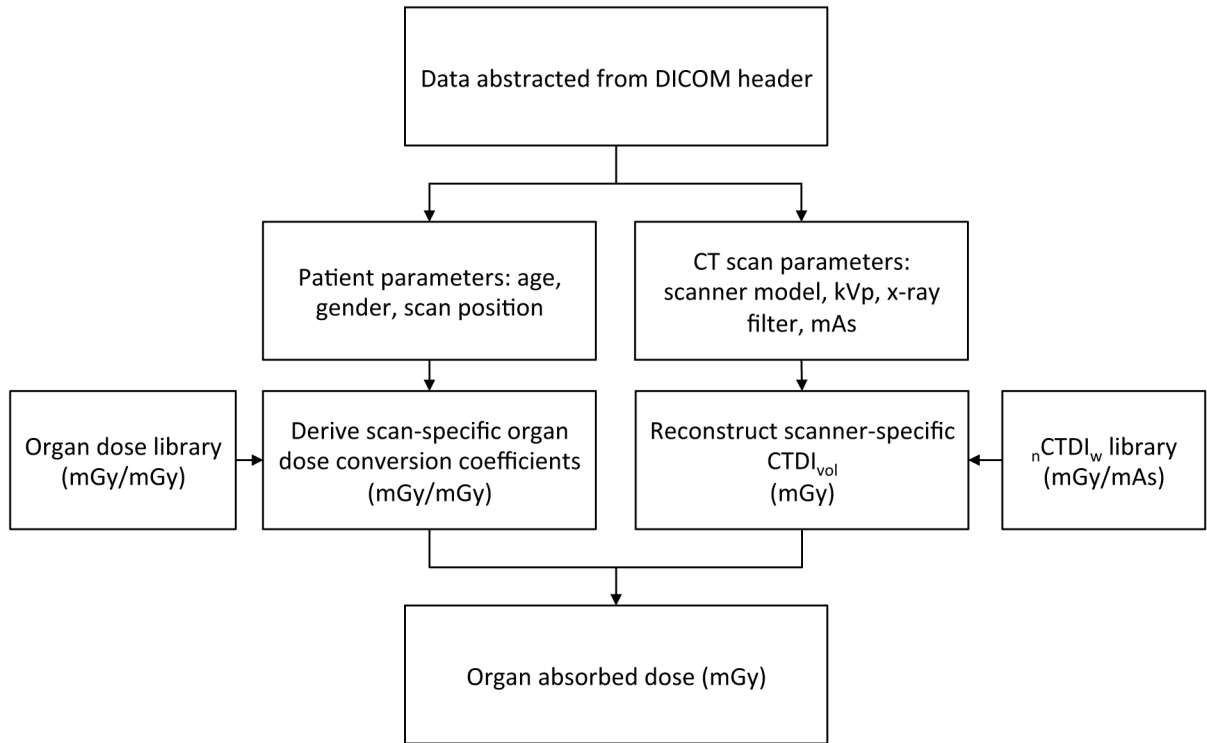 Data abstracted from DICOM header
Patient parameters: age,
gender, scan position
CT scan parameters:
scanner model, kVp, x-ray
filter, mAs
Organ dose library
(mGy/mGy)
Derive scan-specific organ
dose conversion coefficients
(mGy/mGy)
Reconstruct scanner-specific
CTDIvol
(mGy)
nCTDIw library
(mGy/mAs)
Organ absorbed dose (mGy)